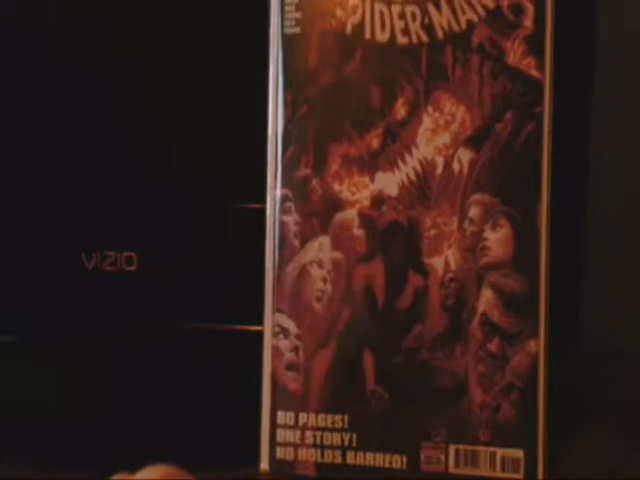 SPIDER-MAN
VIZIO
80 PAGES!
ONE STORY!
NO HOLDS BARRED!